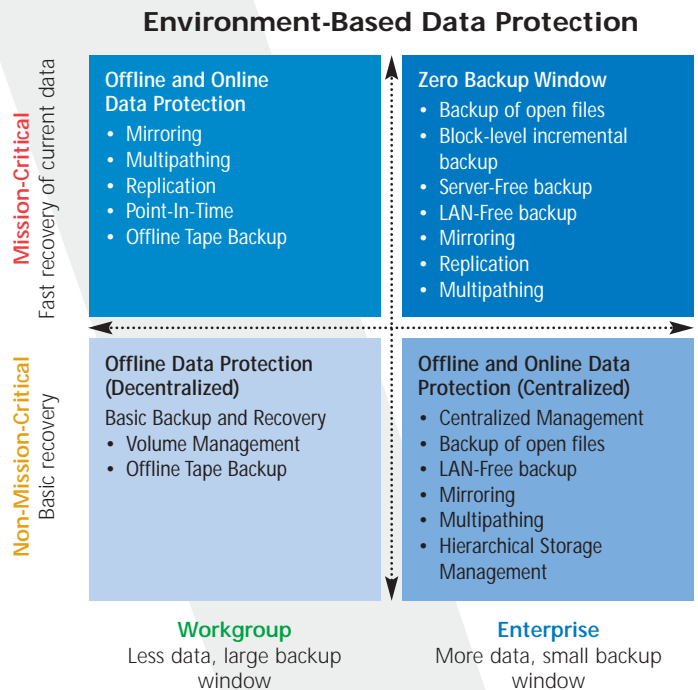 Environment-Based Data Protection
Mission-Critical
Fast recovery of current data
Offline and Online
Data Protection
• Mirroring
• Multipathing
• Replication
• Point-In-Time
• Offline Tape Backup
Zero Backup Window
• Backup of open files
• Block-level incremental
backup
• Server-Free backup
• LAN-Free backup
• Mirroring
• Replication
• Multipathing
Non-Mission-Critical
Basic recovery
Offline Data Protection
(Decentralized)
Basic Backup and Recovery
• Volume Management
• Offline Tape Backup
Offline and Online Data
Protection (Centralized)
• Centralized Management
• Backup of open files
• LAN-Free backup
• Mirroring
• Multipathing
• Hierarchical Storage
Management
Workgroup
Less data, large backup
window
Enterprise
More data, small backup
window